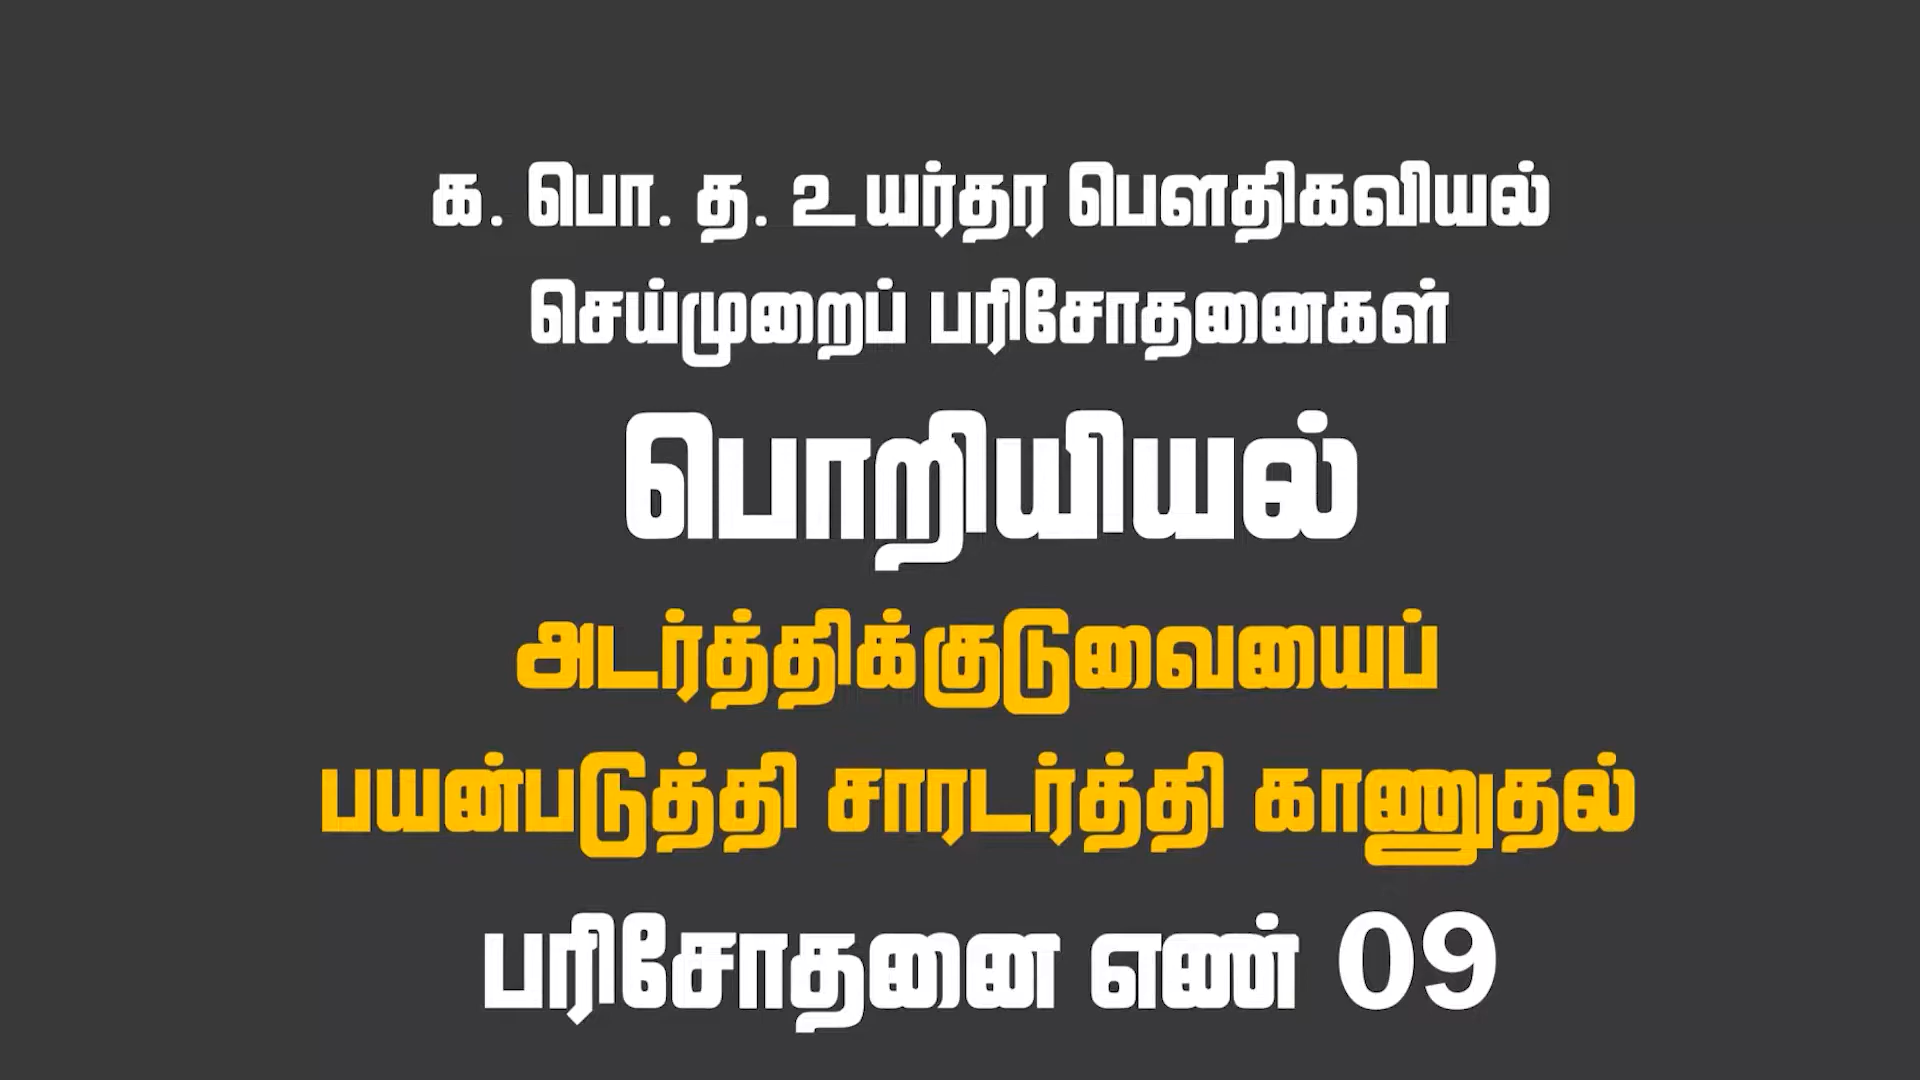 க. பொ. த. உயர்தர பௌதிகவியல்
செய்முறைப் பரிசோதனைகள்
பொறியியல்
அடர்த்திக்குடுவையைப்
பயன்படுத்தி சாரடர்த்தி காணுதல்
பரிசோதனை எண் 09